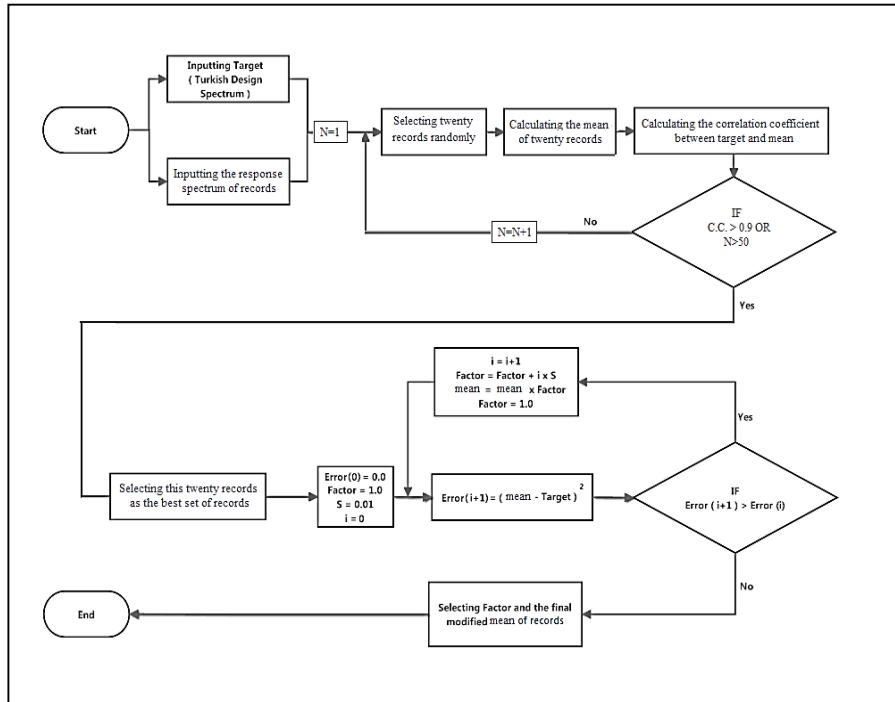 Start
Inputting Target
( Turkish Design
Spectrum )
Inputting the response
spectrum of records
N=1
Selecting twenty
records randomly
Calculating the mean
of twenty records
Calculating the correlation coefficient
between target and mean
IF
C.C. > 0.9 OR
N>50
No
N=N+1
Yes
i = i+1
Factor = Factor + i x S
mean = mean x Factor
Factor = 1.0
Yes
Selecting this twenty records
as the best set of records
Error(0) = 0.0
Factor = 1.0
S = 0.01
i = 0
Error(i+1) = ( mean - Target )²
IF
Error ( i+1 ) > Error (i)
No
Selecting Factor and the final
modified mean of records
End